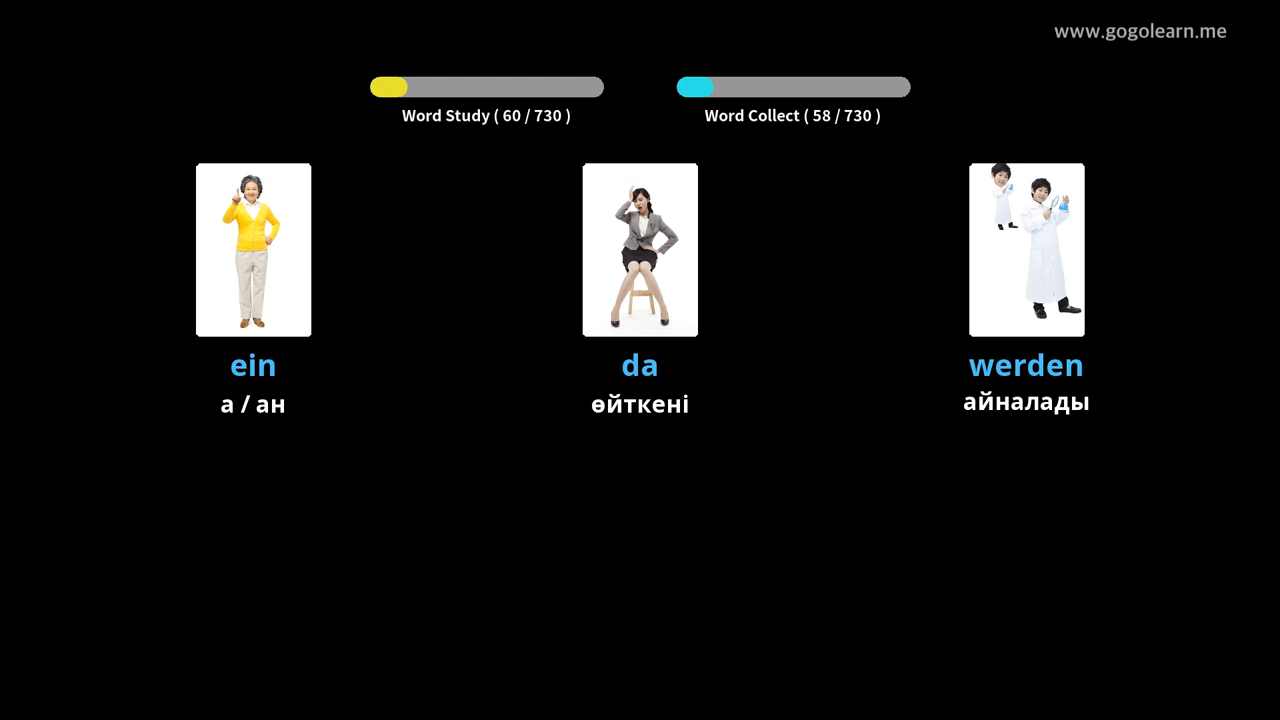 www.gogolearn.me
Word Study ( 60 / 730 )
Word Collect ( 58 / 730 )
ein
а / ан
da
өйткені
werden
айналады